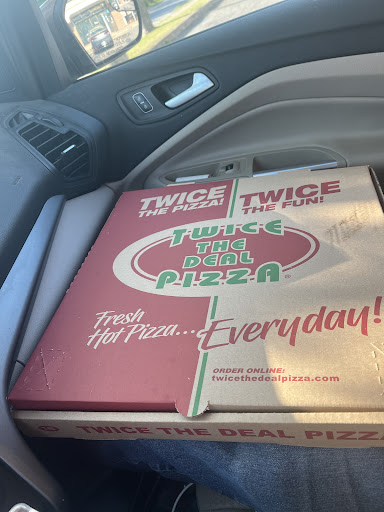 TWICE
THE PIZZA!
TWICE
THE FUN!
TWICE
THE
DEAL
PIZZA
Fresh
Hot Pizza... Everyday!
ORDER ONLINE:
twicethedealpizza.com
TWICE THE DEAL PIZZA